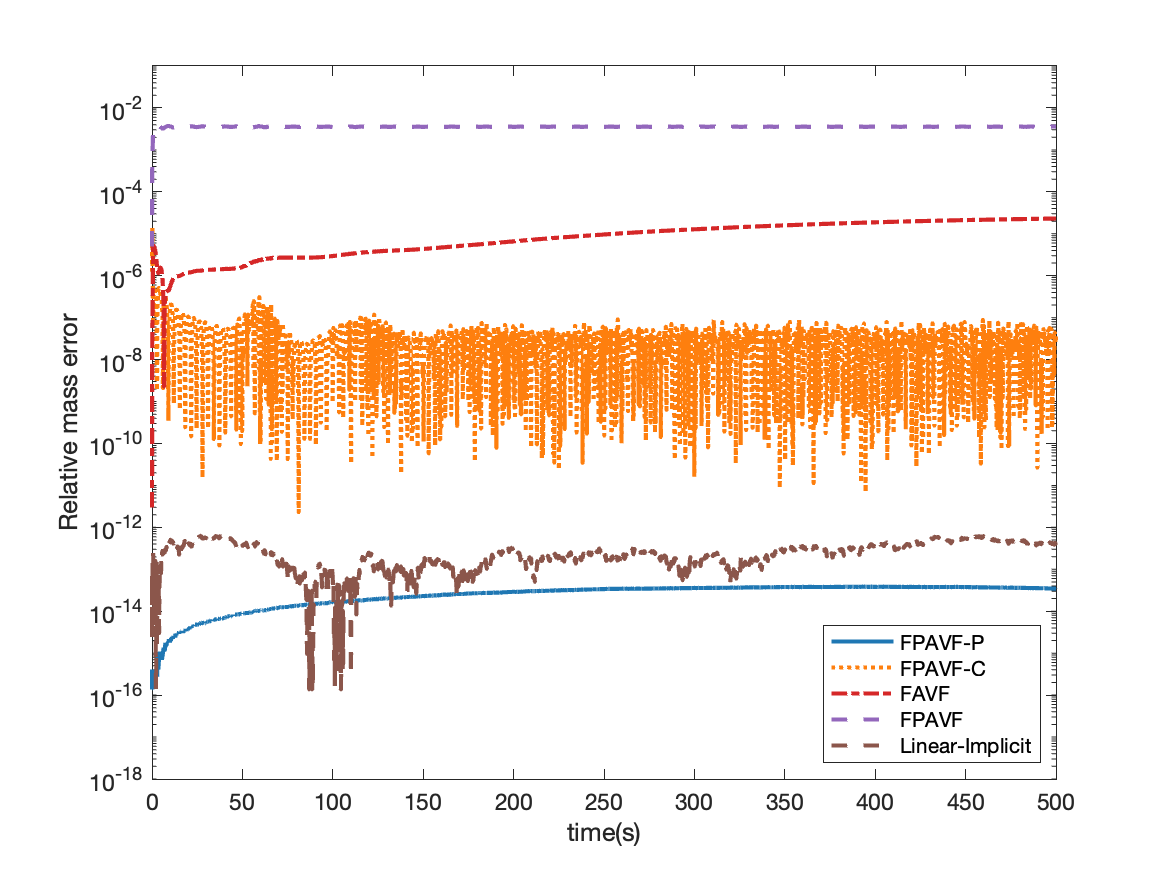 Relative mass error
10-2
10-4
10-6
10-8
10-10
10-12
10-14
10-16
10-18
0 50 100 150 200 250 300 350 400 450 500
time(s)
FPAVF-P
FPAVF-C
FAVF
FPAVF
Linear-Implicit